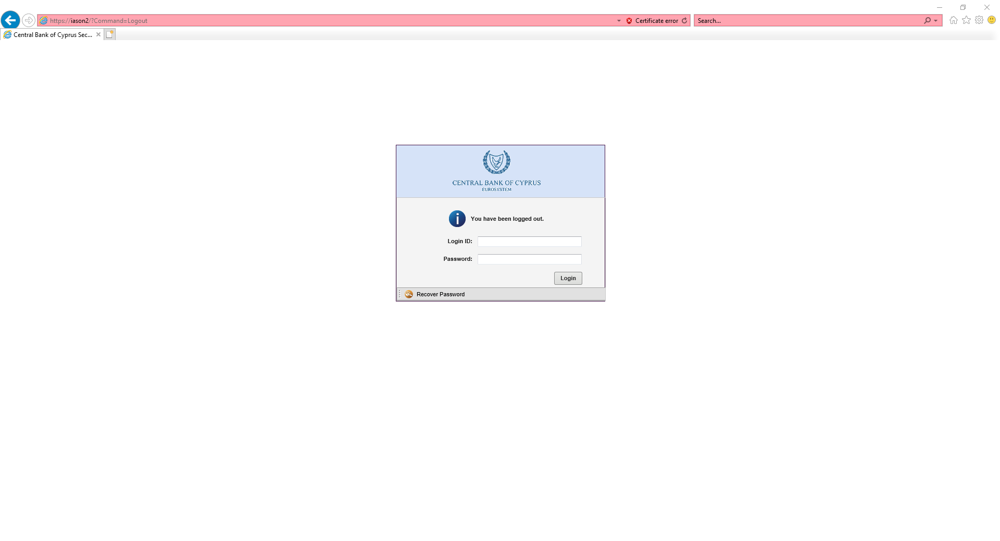 https://iason2/?Command=Logout
Certificate error
Search...
Central Bank of Cyprus Sec...
CENTRAL BANK OF CYPRUS
EUROSYSTEM
You have been logged out.
Login ID:
Password:
Login
Recover Password